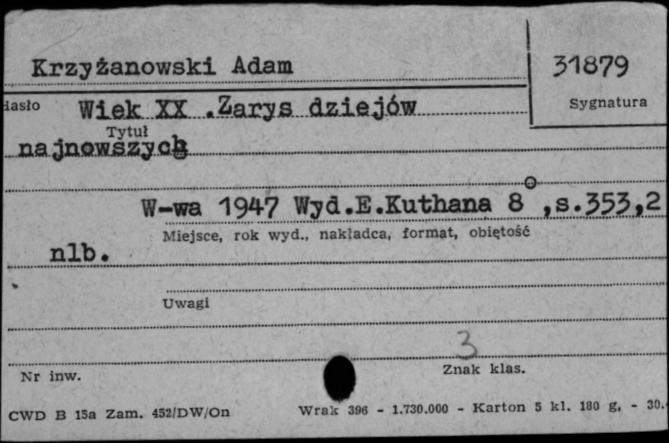 Krzyżanowski Adam
31879
Sygnatura
Hasło Wiek XX .Zarys dziejów
Tytuł
najnowszych
W-wa 1947 Wyd.E.Kuthana 8°,s.353,2
Miejsce, rok wyd., nakładca, format, obiętość
nlb.
Uwagi
3
Nr inw.
Znak klas.
CWD B 15a Zam. 452/DW/On
Wrak 396 - 1.730.000 - Karton 5 kl. 180 g. - 30.